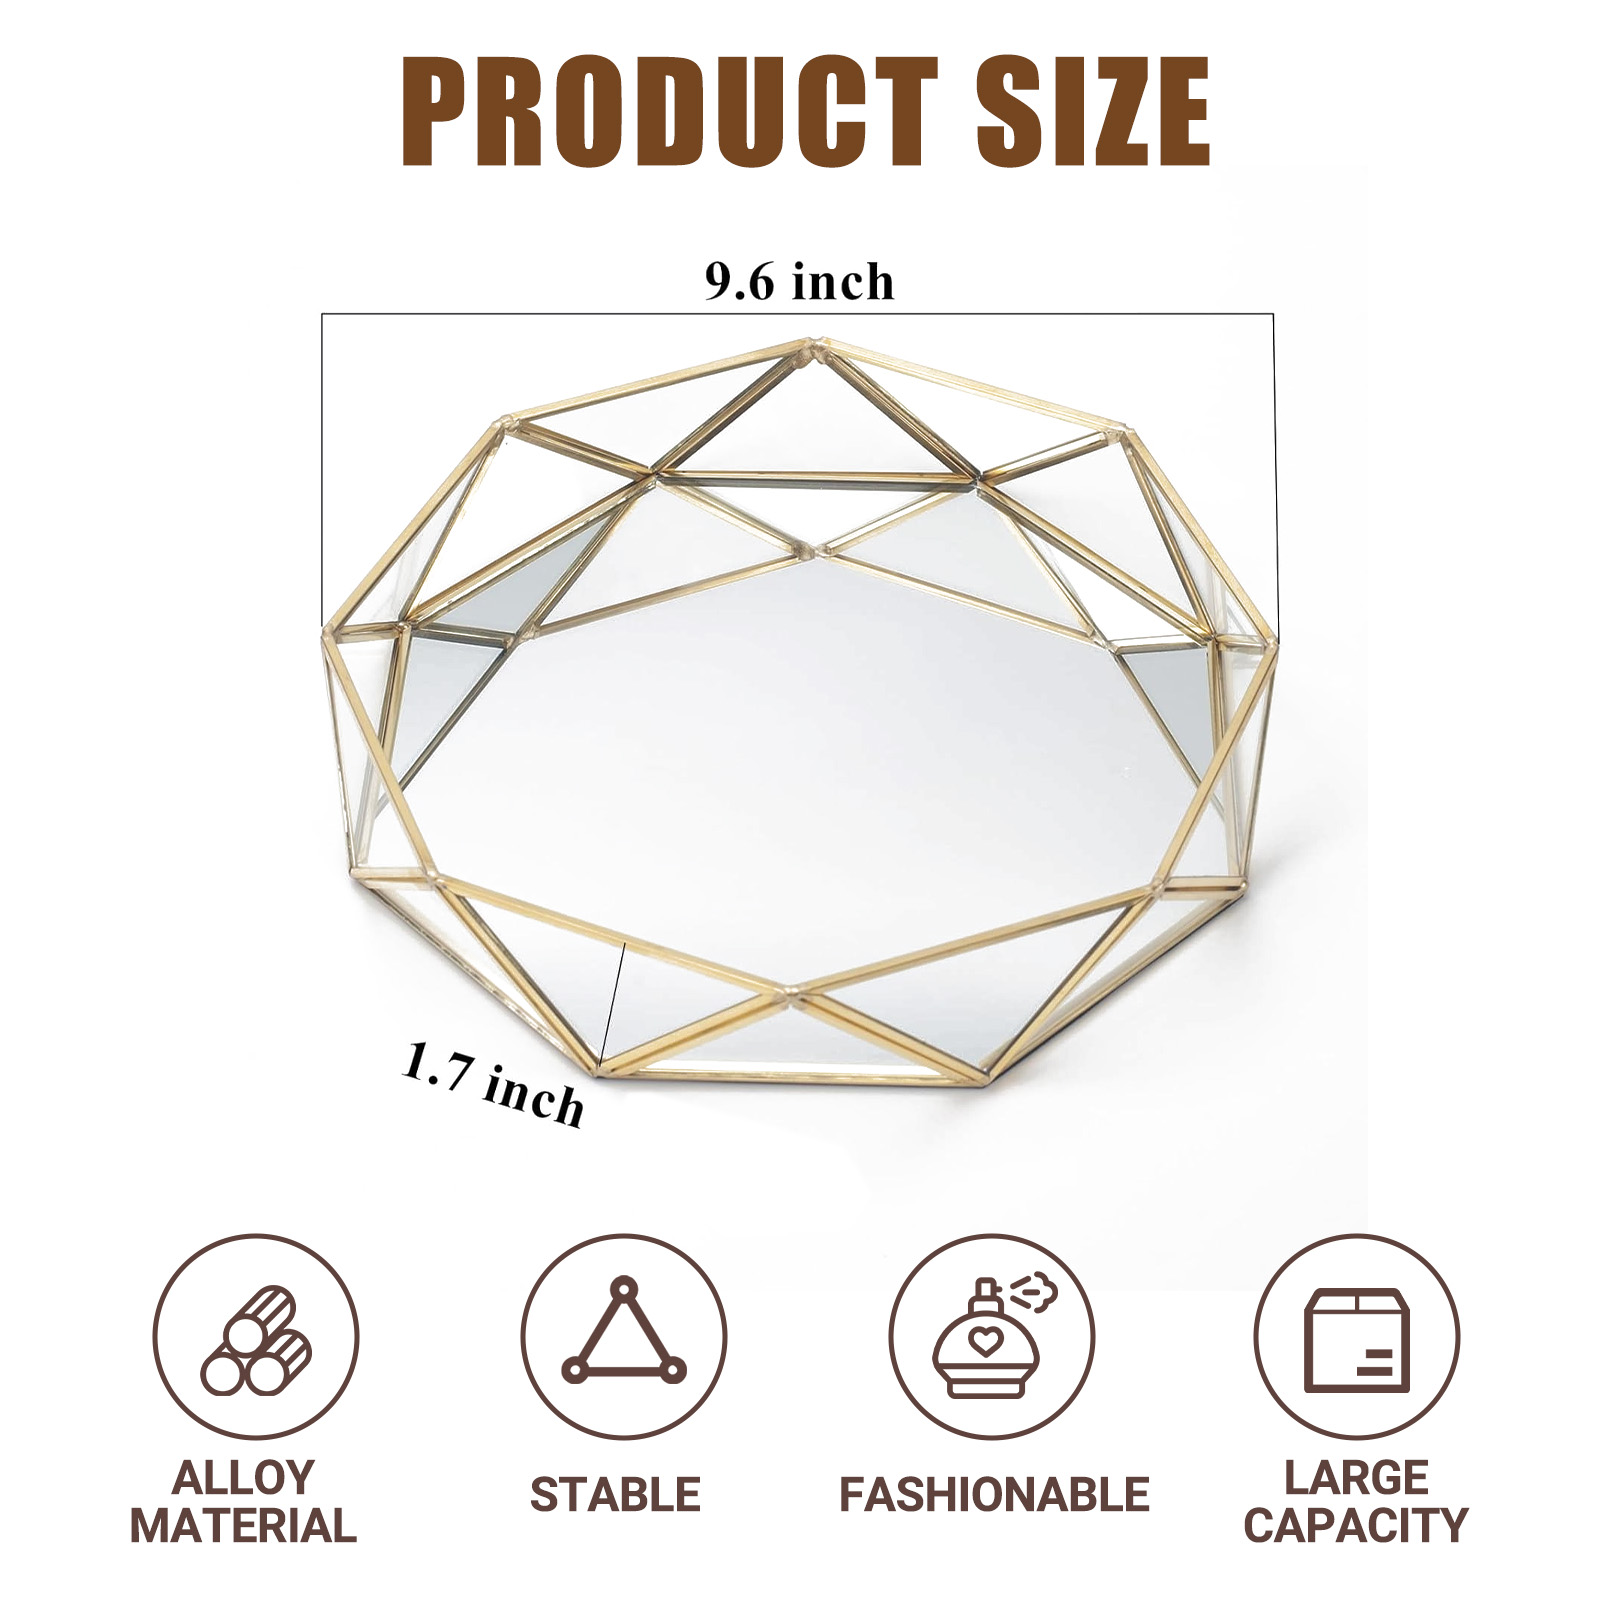 PRODUCT SIZE
9.6 inch
1.7 inch
ALLOY
MATERIAL
STABLE
FASHIONABLE
LARGE
CAPACITY